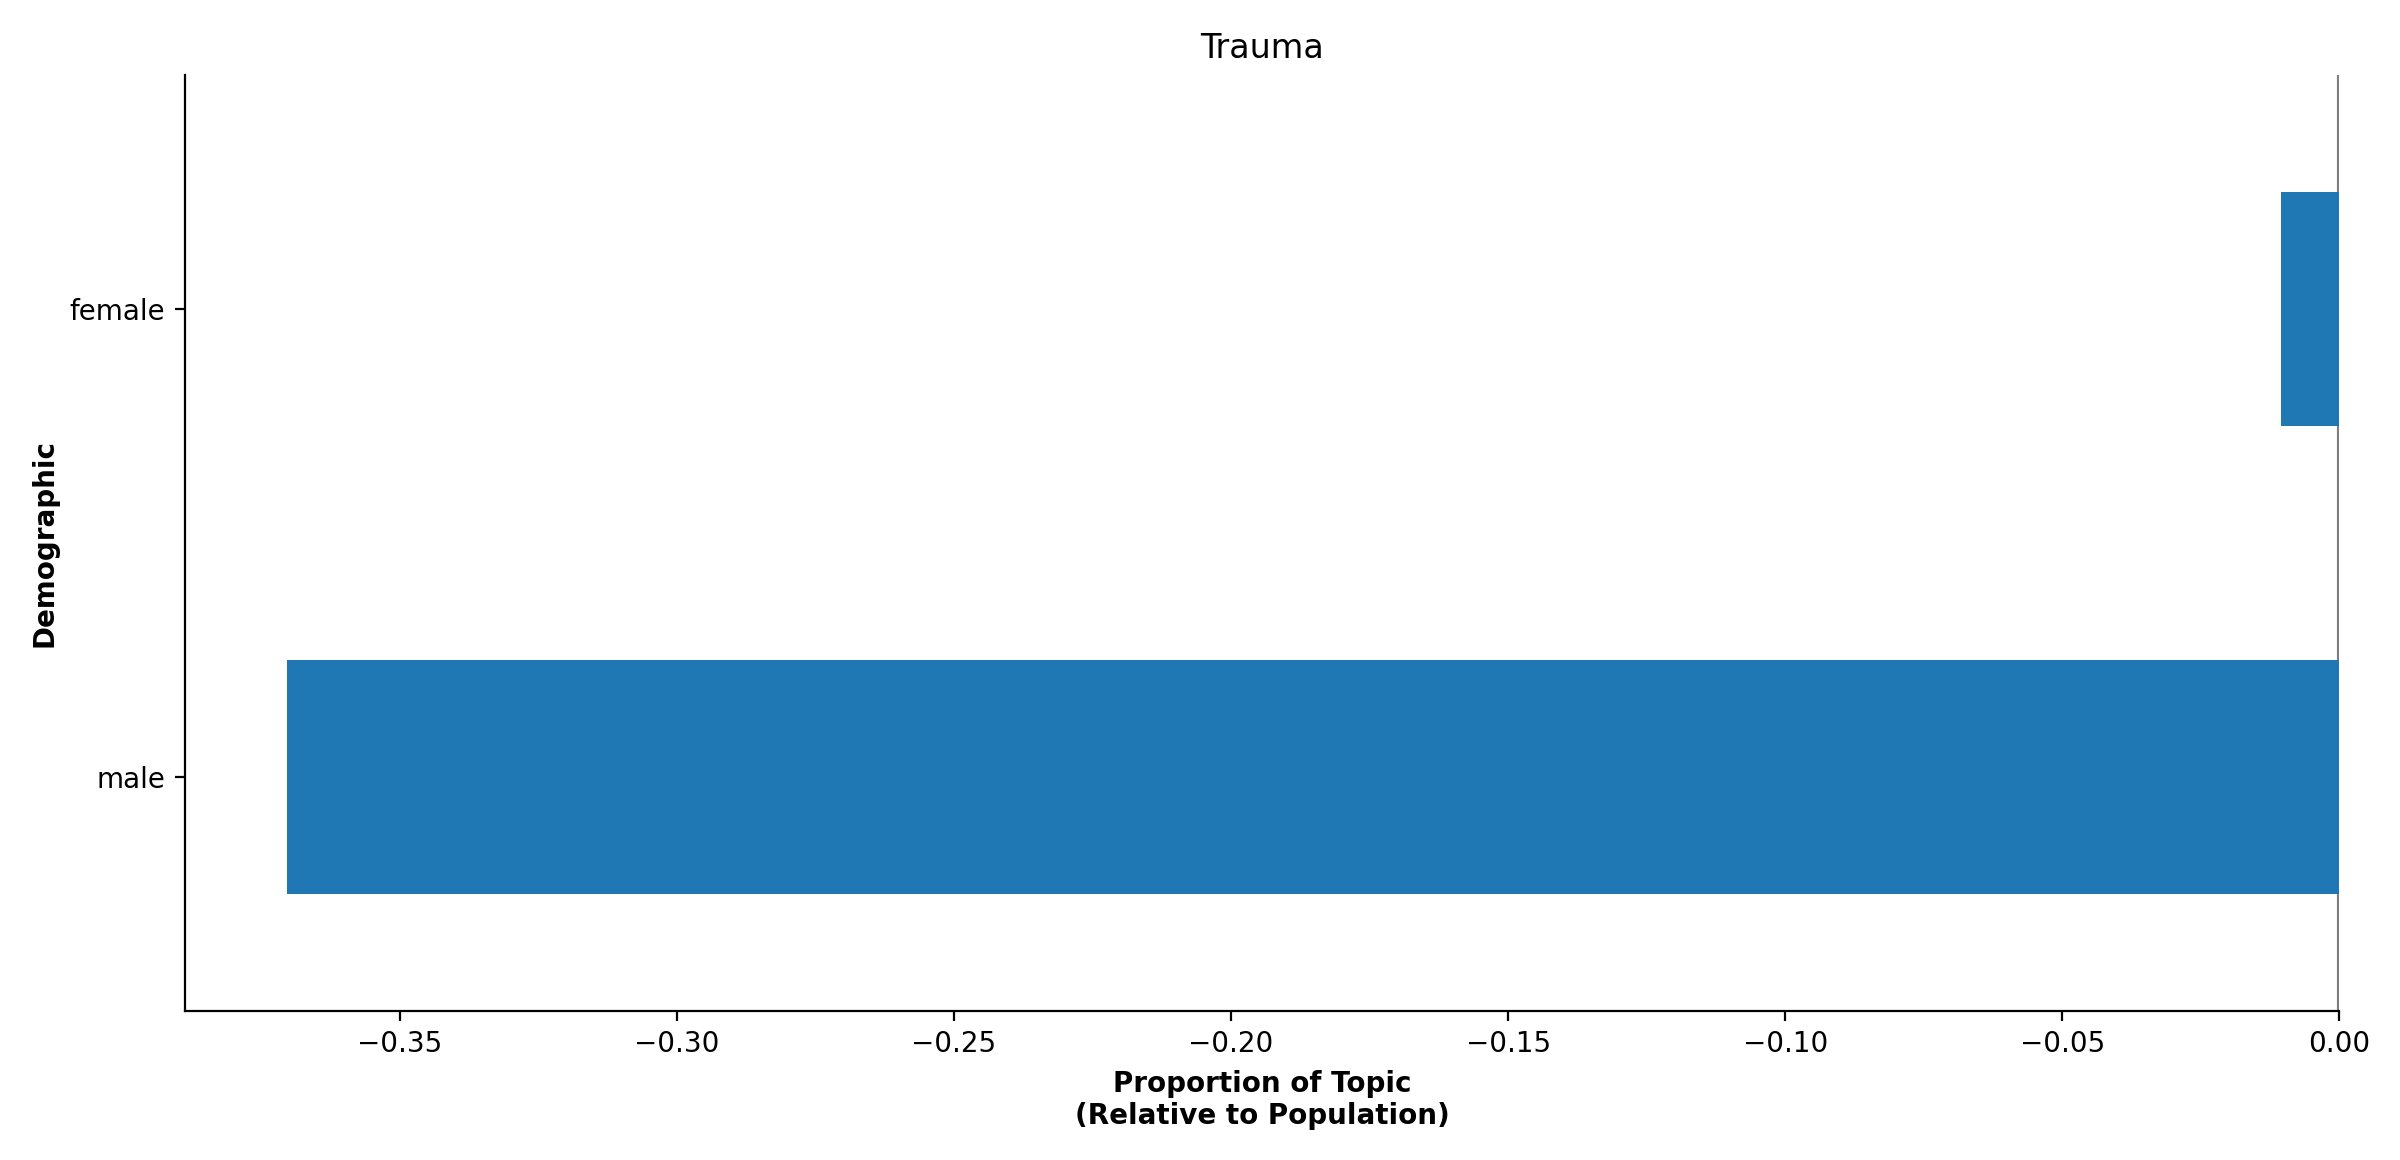 Trauma
female
male
Demographic
−0.35
−0.30
−0.25
−0.20
−0.15
−0.10
−0.05
0.00
Proportion of Topic
(Relative to Population)